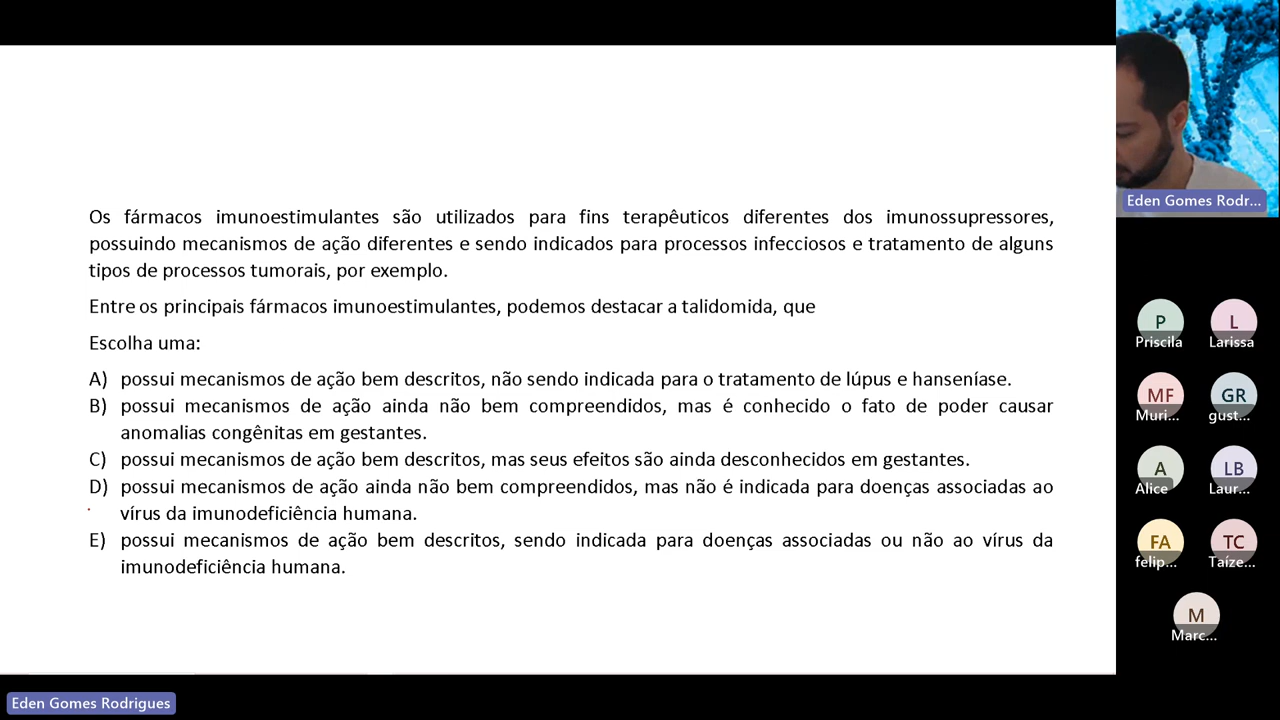 Os fármacos imunoestimulantes são utilizados para fins terapêuticos diferentes dos imunossupressores,
possuindo mecanismos de ação diferentes e sendo indicados para processos infecciosos e tratamento de alguns
tipos de processos tumorais, por exemplo.
Entre os principais fármacos imunoestimulantes, podemos destacar a talidomida, que
Escolha uma:
A) possui mecanismos de ação bem descritos, não sendo indicada para o tratamento de lúpus e hanseníase.
B) possui mecanismos de ação ainda não bem compreendidos, mas é conhecido o fato de poder causar
anomalias congênitas em gestantes.
C) possui mecanismos de ação bem descritos, mas seus efeitos são ainda desconhecidos em gestantes.
D) possui mecanismos de ação ainda não bem compreendidos, mas não é indicada para doenças associadas ao
vírus da imunodeficiência humana.
E) possui mecanismos de ação bem descritos, sendo indicada para doenças associadas ou não ao vírus da
imunodeficiência humana.
Eden Gomes Rodrigues
Eden Gomes Rodr...
P
Priscila
L
Larissa
MF
Muri...
GR
gust...
A
Alice
LB
Laur...
FA
felip...
TC
Taíze...
M
Marc...